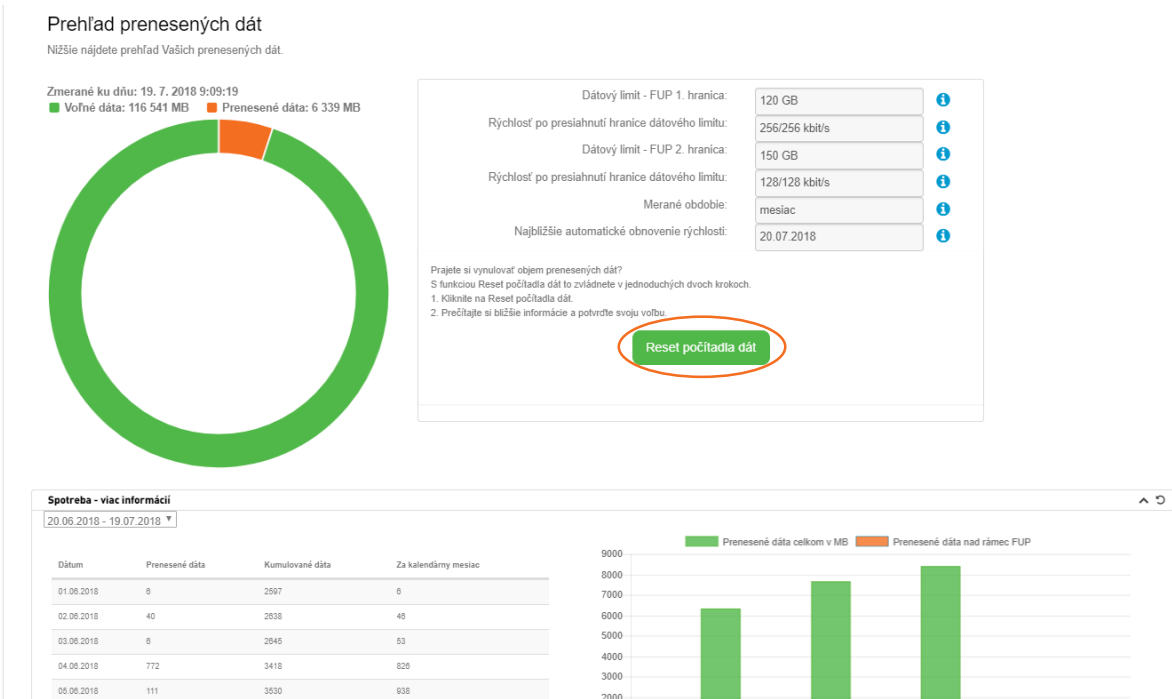 Prehľad prenesených dát
Nižšie nájdete prehľad Vašich prenesených dát.
Zmerané ku dňu: 19. 7. 2018 9:09:19
Voľné dáta: 116 541 MB Prenesené dáta: 6 339 MB
Dátový limit - FUP 1. hranica: 120 GB
Rýchlosť po presiahnutí hranice dátového limitu: 256/256 kbit/s
Dátový limit - FUP 2. hranica: 150 GB
Rýchlosť po presiahnutí hranice dátového limitu: 128/128 kbit/s
Merané obdobie: mesiac
Najbližšie automatické obnovenie rýchlosti: 20.07.2018
Prajete si vynulovať objem prenesených dát?
S funkciou Reset počítadla dát to zvládnete v jednoduchých dvoch krokoch.
1. Kliknite na Reset počítadla dát.
2. Prečítajte si bližšie informácie a potvrďte svoju voľbu.
Reset počítadla dát
Spotreba - viac informácií
20.06.2018 - 19.07.2018
Dátum Prenesené dáta Kumulované dáta Za kalendárny mesiac
01.06.2018 6 2597 6
02.06.2018 40 2638 46
03.06.2018 6 2645 53
04.06.2018 772 3418 826
05.06.2018 111 3530 938
Prenesené dáta celkom v MB Prenesené dáta nad rámec FUP
9000
8000
7000
6000
5000
4000
3000
2000